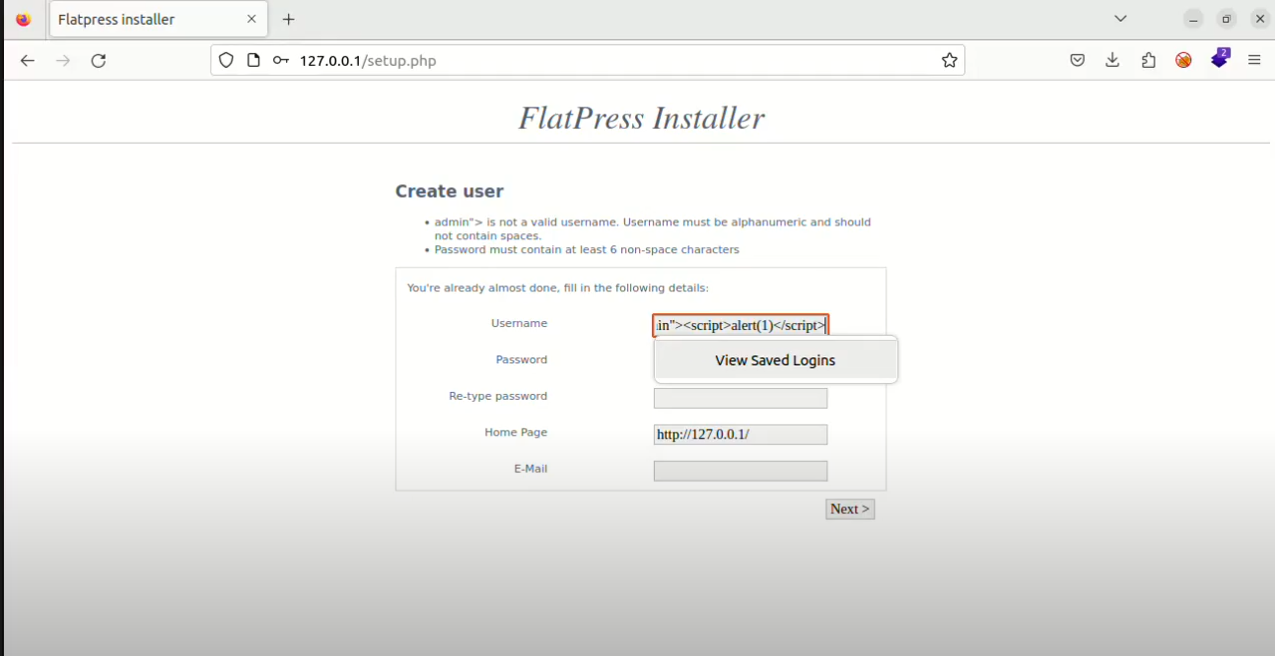 Flatpress installer
127.0.0.1/setup.php
2
FlatPress Installer
Create user
• admin"> is not a valid username. Username must be alphanumeric and should
not contain spaces.
• Password must contain at least 6 non-space characters
You're already almost done, fill in the following details:
Username
in"><script>alert(1)</script>
Password
View Saved Logins
Re-type password
Home Page
http://127.0.0.1/
E-Mail
Next >